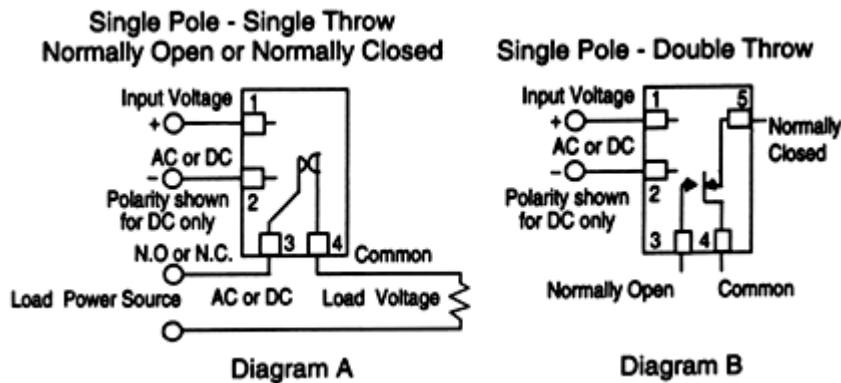 Single Pole - Single Throw
Normally Open or Normally Closed
Input Voltage
1
+
AC or DC
-
2
Polarity shown
for DC only
N.O or N.C.
3
4
Common
Load Power Source
AC or DC
Load Voltage
Diagram A
Single Pole - Double Throw
Input Voltage
1
5
+
Normally
Closed
AC or DC
-
2
Polarity shown
for DC only
3
4
Normally Open
Common
Diagram B